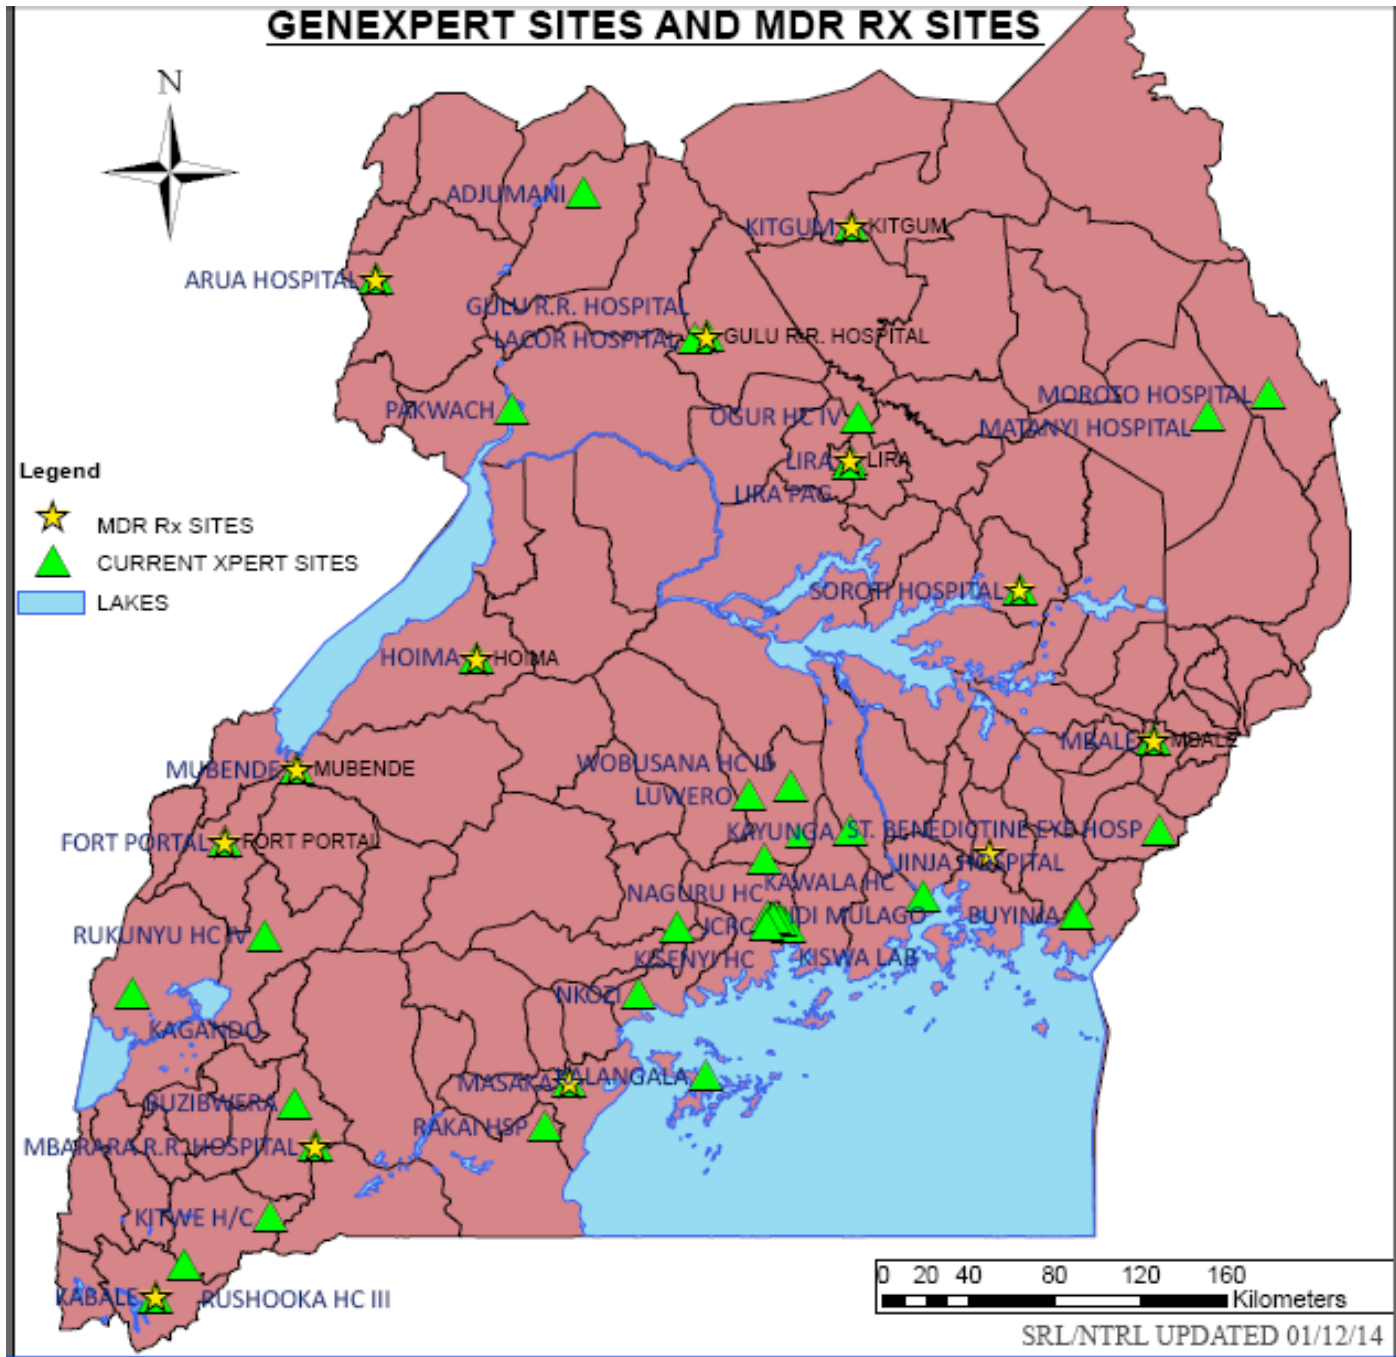 GENEXPERT SITES AND MDR RX SITES
N
ADJUMANI
KITGUM
KITGUM
ARUA HOSPITAL
GULU R.R. HOSPITAL
LACOR HOSPITAL
GULU R.R. HOSPITAL
PAKWACH
OGUR HC IV
MOROTO HOSPITAL
MATANYI HOSPITAL
LIRA
LIRA
LIRA PAG
Legend
MDR Rx SITES
CURRENT XPERT SITES
LAKES
SOROTI HOSPITAL
HOIMA
HOIMA
MBALE
MBALE
MUBENDE
MUBENDE
WOBUSANA HC III
LUWERO
KAYUNGA
ST. BENEDICTINE EYE HOSP
FORT PORTAL
FORT PORTAL
JINJA HOSPITAL
KAWALA HC
NAGURU HC
IDI MULAGO
JCRC
BUYINJA
RUKUNYU HC IV
KISENYI HC
KISWA LAB
NKOZI
KAGANDO
MASAKA
KALANGALA
BUZIBWERA
RAKAI HSP
MBARARA R.R. HOSPITAL
KITWE H/C
KABALE
RUSHOOKA HC III
0 20 40 80 120 160
Kilometers
SRL/NTRL UPDATED 01/12/14